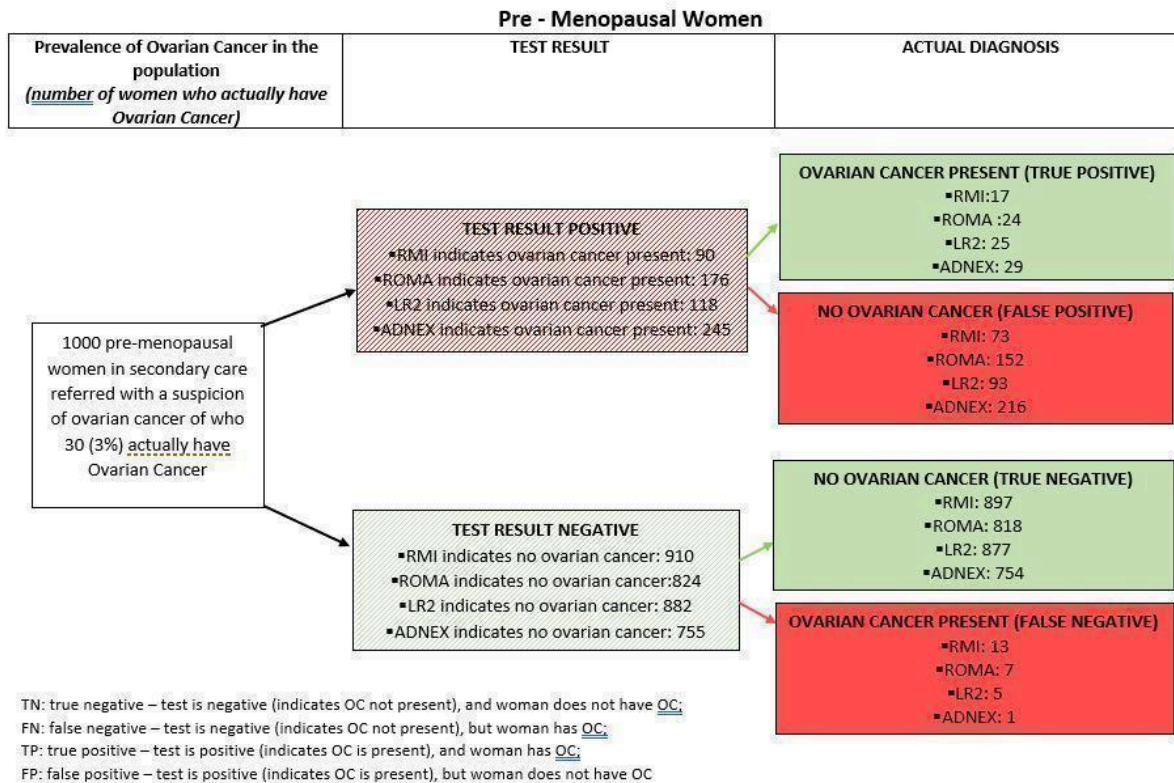 Pre - Menopausal Women
Prevalence of Ovarian Cancer in the
population
(number of women who actually have
Ovarian Cancer)
TEST RESULT
ACTUAL DIAGNOSIS
1000 pre-menopausal
women in secondary care
referred with a suspicion
of ovarian cancer of who
30 (3%) actually have
Ovarian Cancer
TEST RESULT POSITIVE
▪RMI indicates ovarian cancer present: 90
▪ROMA indicates ovarian cancer present: 176
▪LR2 indicates ovarian cancer present: 118
▪ADNEX indicates ovarian cancer present: 245
OVARIAN CANCER PRESENT (TRUE POSITIVE)
▪RMI:17
▪ROMA :24
▪LR2: 25
▪ADNEX: 29
NO OVARIAN CANCER (FALSE POSITIVE)
▪RMI: 73
▪ROMA: 152
▪LR2: 93
▪ADNEX: 216
TEST RESULT NEGATIVE
▪RMI indicates no ovarian cancer: 910
▪ROMA indicates no ovarian cancer:824
▪LR2 indicates no ovarian cancer: 882
▪ADNEX indicates no ovarian cancer: 755
NO OVARIAN CANCER (TRUE NEGATIVE)
▪RMI: 897
▪ROMA: 818
▪LR2: 877
▪ADNEX: 754
OVARIAN CANCER PRESENT (FALSE NEGATIVE)
▪RMI: 13
▪ROMA: 7
▪LR2: 5
▪ADNEX: 1
TN: true negative – test is negative (indicates OC not present), and woman does not have OC;
FN: false negative – test is negative (indicates OC not present), but woman has OC;
TP: true positive – test is positive (indicates OC is present), and woman has OC;
FP: false positive – test is positive (indicates OC is present), but woman does not have OC